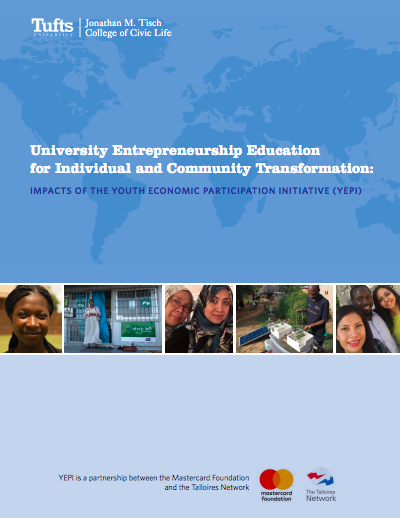 Tufts
UNIVERSITY
Jonathan M. Tisch
College of Civic Life
University Entrepreneurship Education
for Individual and Community Transformation:
IMPACTS OF THE YOUTH ECONOMIC PARTICIPATION INITIATIVE (YEPI)
YEPI is a partnership between the Mastercard Foundation
and the Talloires Network
mastercard
foundation
The Talloires
Network